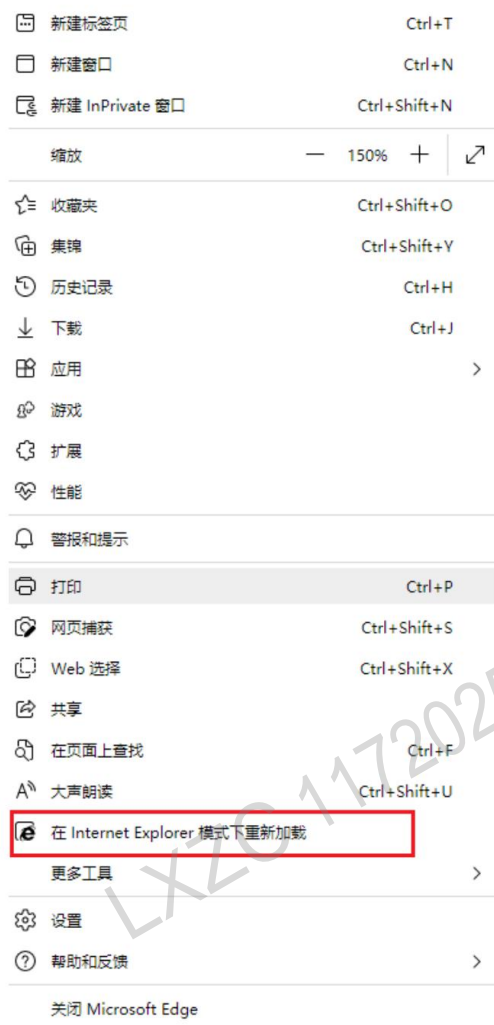 新建标签页 Ctrl+T
新建窗口 Ctrl+N
新建 InPrivate 窗口 Ctrl+Shift+N
缩放 — 150% +
收藏夹 Ctrl+Shift+O
集锦 Ctrl+Shift+Y
历史记录 Ctrl+H
下载 Ctrl+J
应用
游戏
扩展
性能
警报和提示
打印 Ctrl+P
网页捕获 Ctrl+Shift+S
Web 选择 Ctrl+Shift+X
共享
在页面上查找 Ctrl+F
大声朗读 Ctrl+Shift+U
在 Internet Explorer 模式下重新加载
更多工具
设置
帮助和反馈
关闭 Microsoft Edge
LXZC 1172025